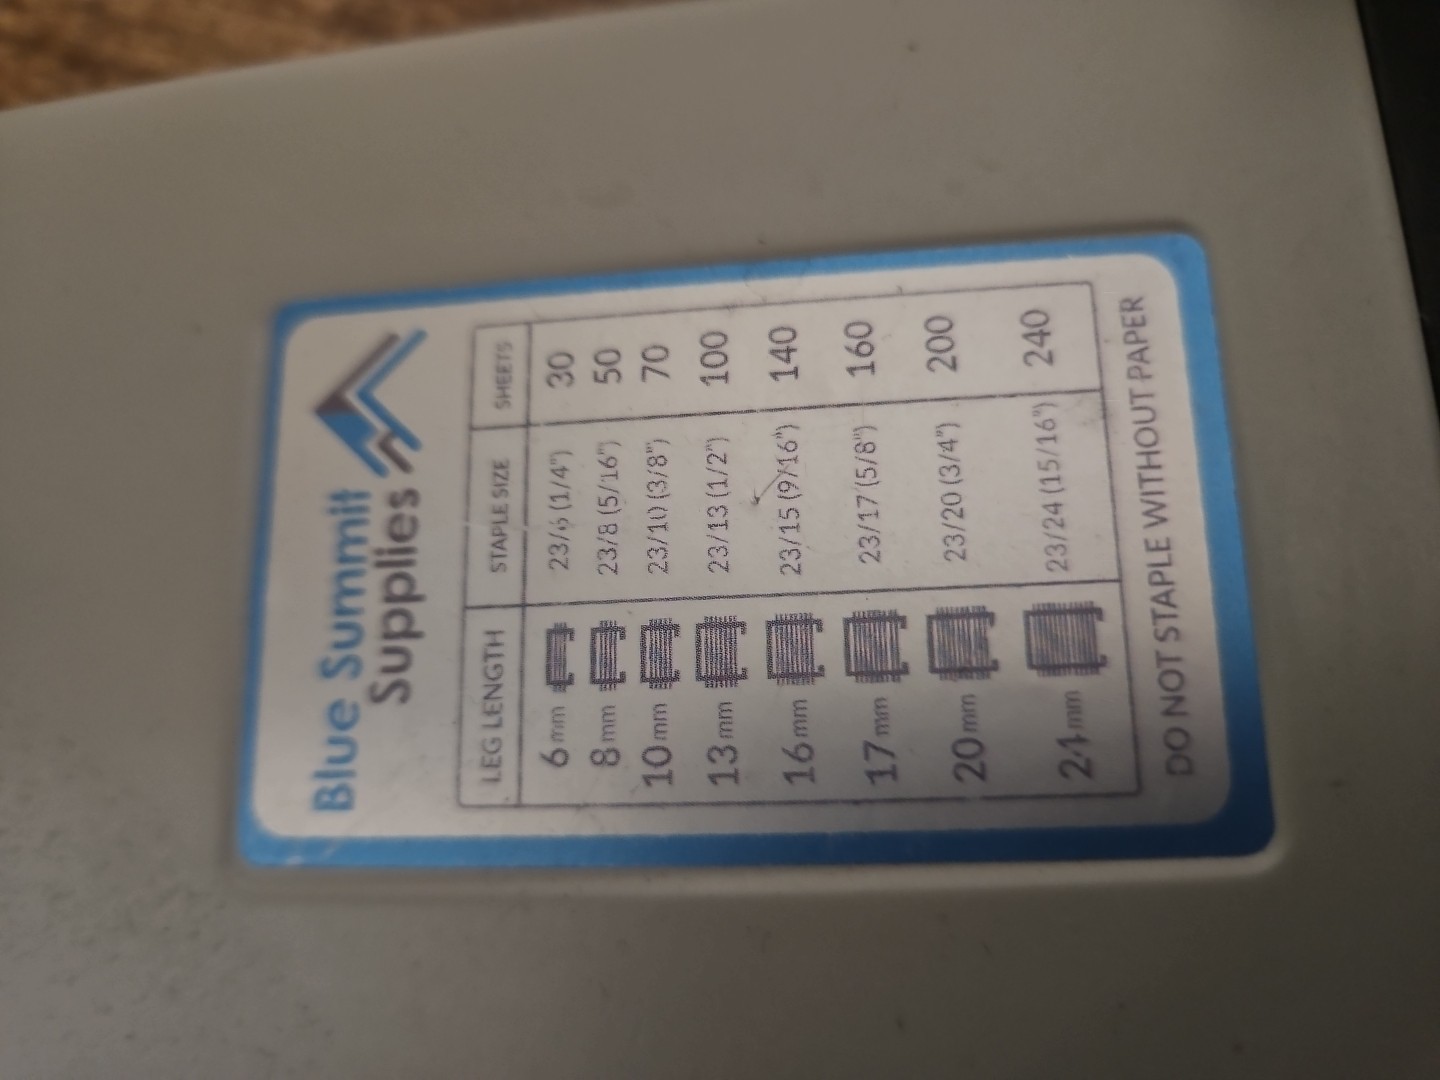 Blue Summit
Supplies
LEG LENGTH STAPLE SIZE SHEETS
6mm 23/6 (1/4") 30
8mm 23/8 (5/16") 50
10mm 23/10 (3/8") 70
13mm 23/13 (1/2") 100
16mm 23/15 (9/16") 140
17mm 23/17 (5/8") 160
20mm 23/20 (3/4") 200
24mm 23/24 (15/16") 240
DO NOT STAPLE WITHOUT PAPER